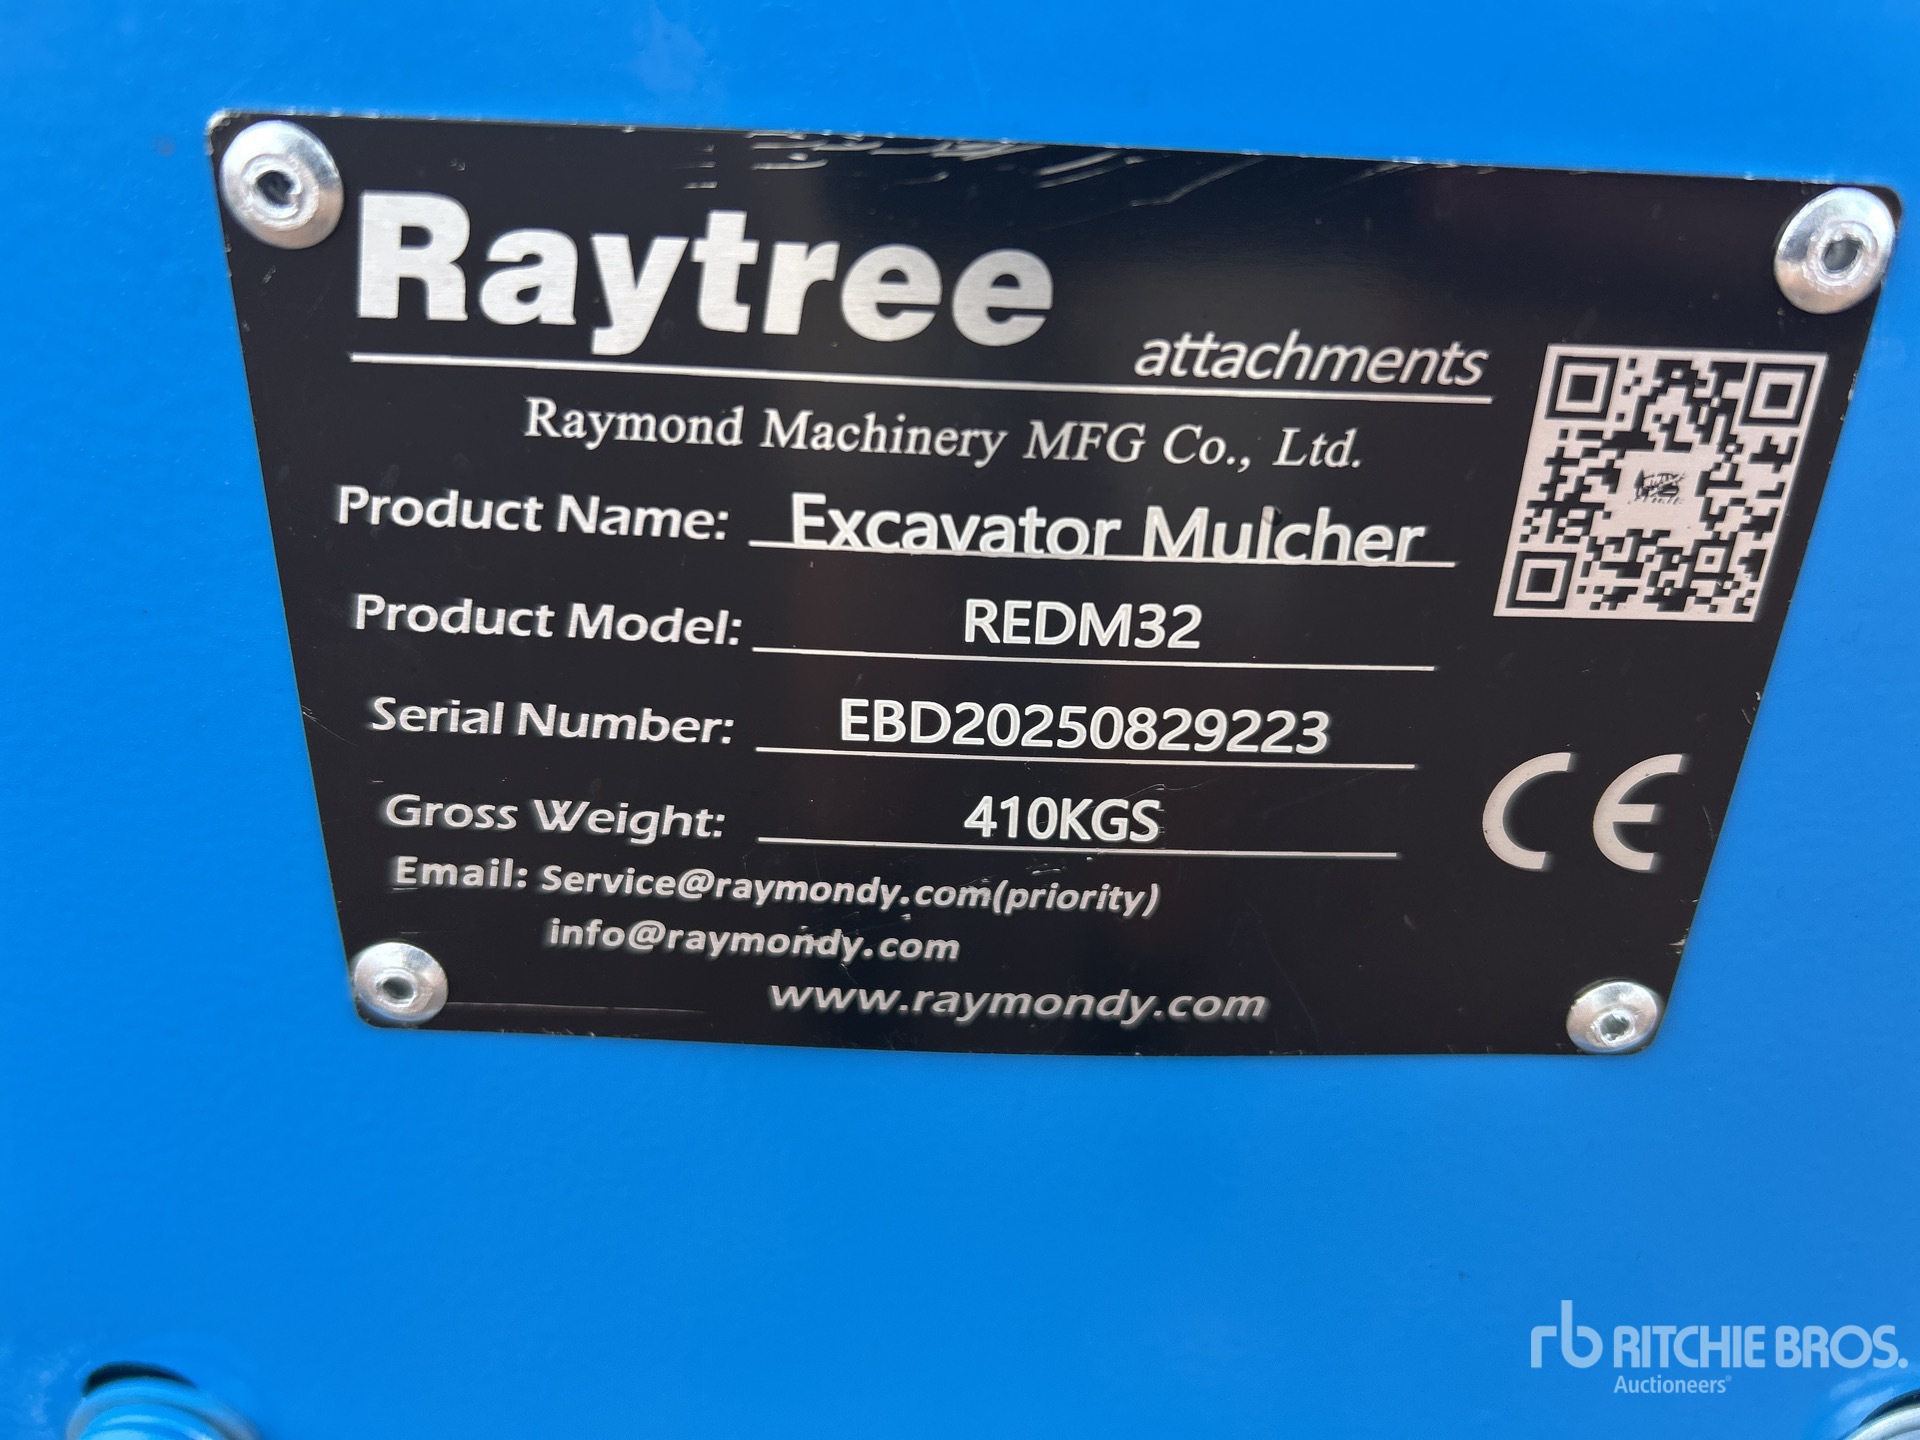 Raytree
attachments
Raymond Machinery MFG Co., Ltd.
Product Name: Excavator Mulcher
Product Model: REDM32
Serial Number: EBD20250829223
Gross Weight: 410KGS
Email: Service@raymondy.com(priority)
info@raymondy.com
www.raymondy.com
CE
rb RITCHIE BROS.
Auctioneers